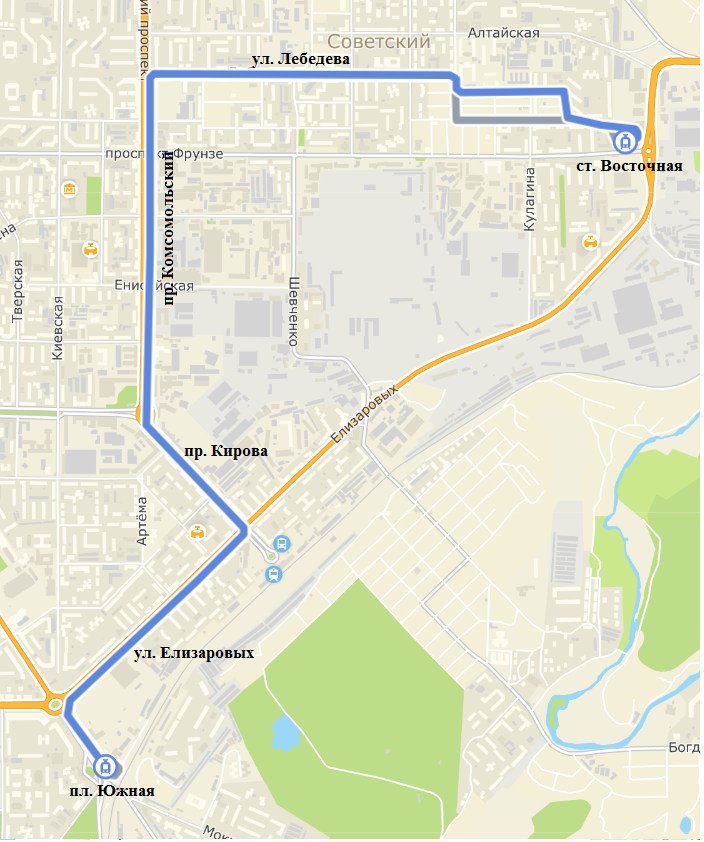 Алтайская
Советский
ул. Лебедева
проспект Фрунзе
ст. Восточная
пр. Комсомольский
Кулагина
Тверская
Киевская
Шевченко
Елизаровых
пр. Кирова
Артёма
ул. Елизаровых
Богд
пл. Южная